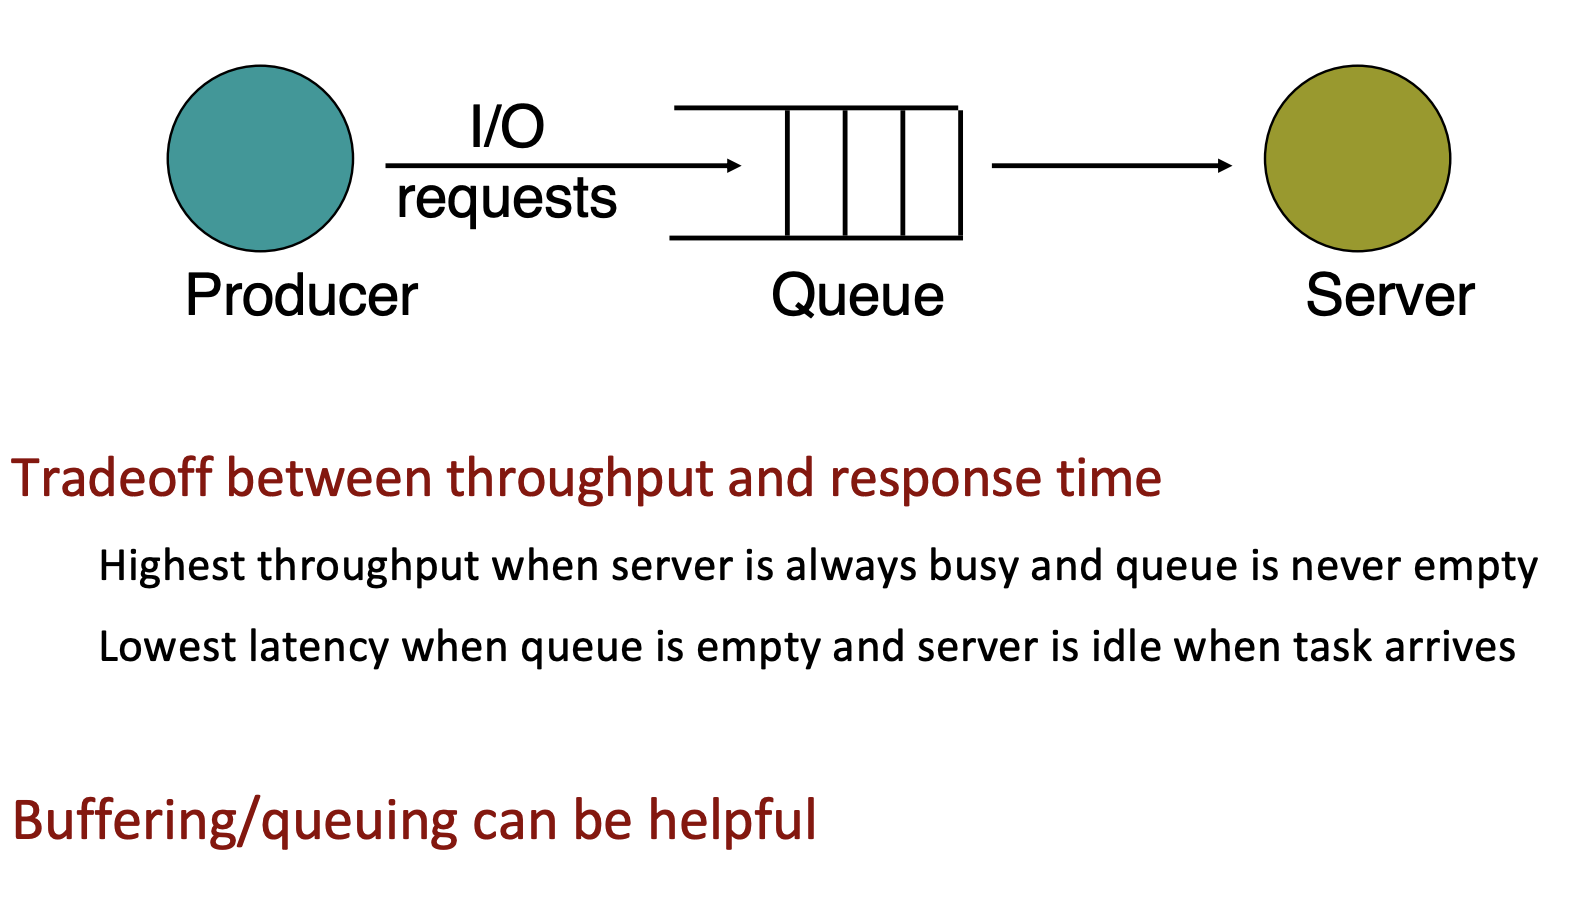 I/O
requests
Producer
Queue
Server
Tradeoff between throughput and response time
Highest throughput when server is always busy and queue is never empty
Lowest latency when queue is empty and server is idle when task arrives
Buffering/queuing can be helpful